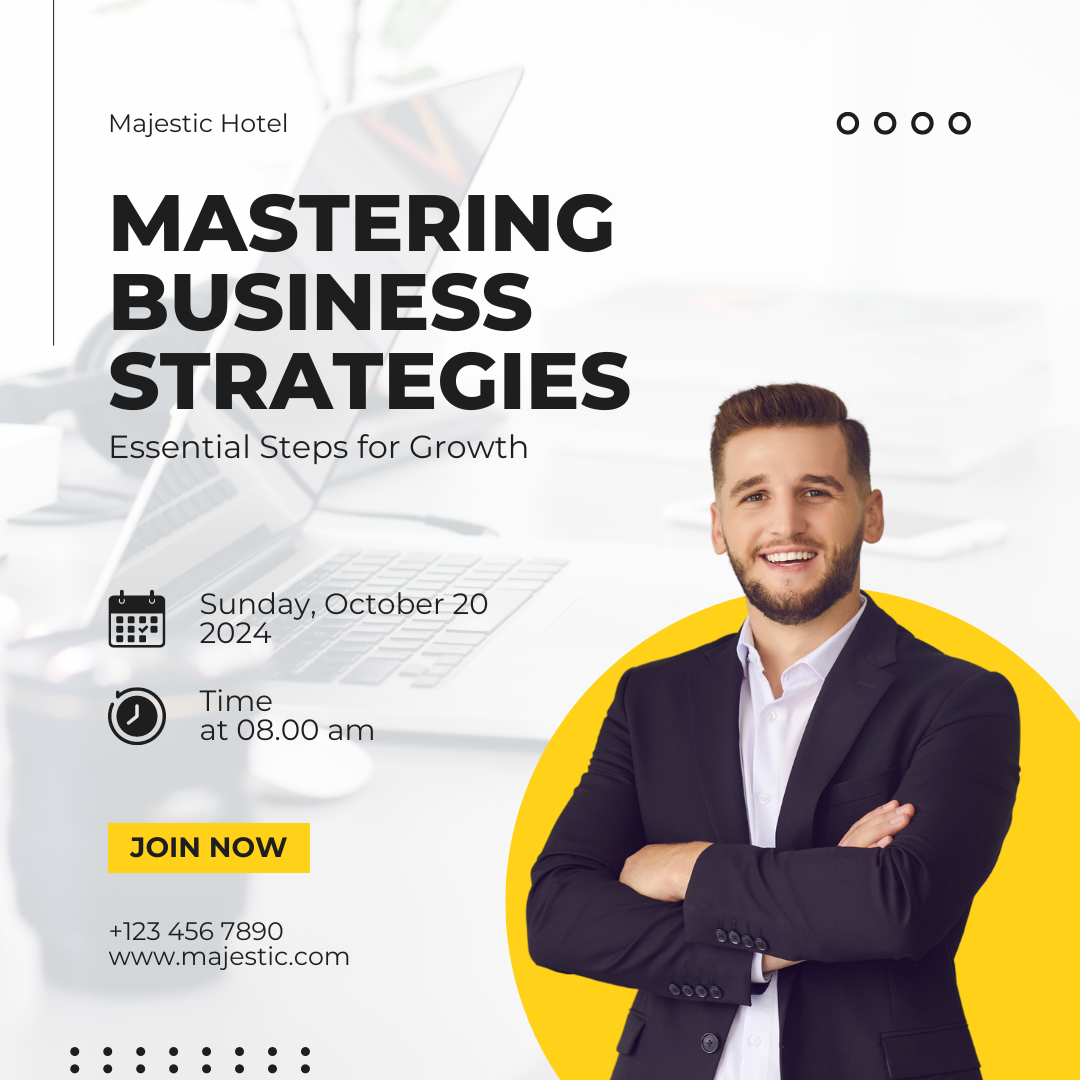 Majestic Hotel
MASTERING
BUSINESS
STRATEGIES
Essential Steps for Growth
Sunday, October 20
2024
Time
at 08.00 am
JOIN NOW
+123 456 7890
www.majestic.com